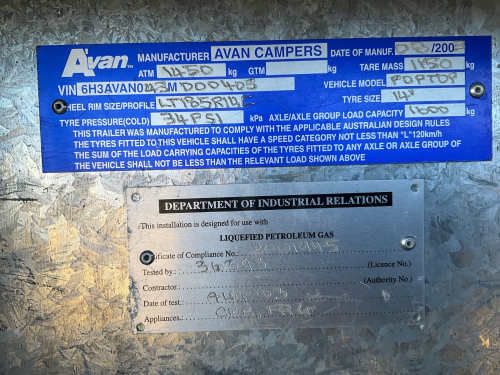 Avan MANUFACTURER AVAN CAMPERS DATE OF MANUF. /200
ATM 1450 kg GTM kg TARE MASS kg
VIN 6H3AVAN0 VEHICLE MODEL POPTOP
WHEEL RIM SIZE/PROFILE LT185R14C TYRE SIZE 14"
TYRE PRESSURE(COLD) 34PSI kPa AXLE/AXLE GROUP LOAD CAPACITY kg
THIS TRAILER WAS MANUFACTURED TO COMPLY WITH THE APPLICABLE AUSTRALIAN DESIGN RULES
THE TYRES FITTED TO THIS VEHICLE SHALL HAVE A SPEED CATEGORY NOT LESS THAN "L"120km/h
THE SUM OF THE LOAD CARRYING CAPACITIES OF THE TYRES FITTED TO ANY AXLE OR AXLE GROUP OF
THE VEHICLE SHALL NOT BE LESS THAN THE RELEVANT LOAD SHOWN ABOVE
DEPARTMENT OF INDUSTRIAL RELATIONS
This installation is designed for use with
LIQUEFIED PETROLEUM GAS
Certificate of Compliance No.
Tested by: (Licence No.)
Contractor: (Authority No.)
Date of test:
Appliances: